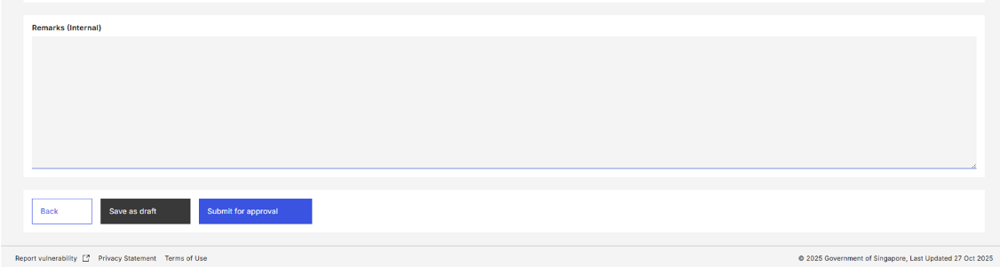 Remarks (Internal)
Back
Save as draft
Submit for approval
Report vulnerability
Privacy Statement
Terms of Use
© 2025 Government of Singapore, Last Updated 27 Oct 2025